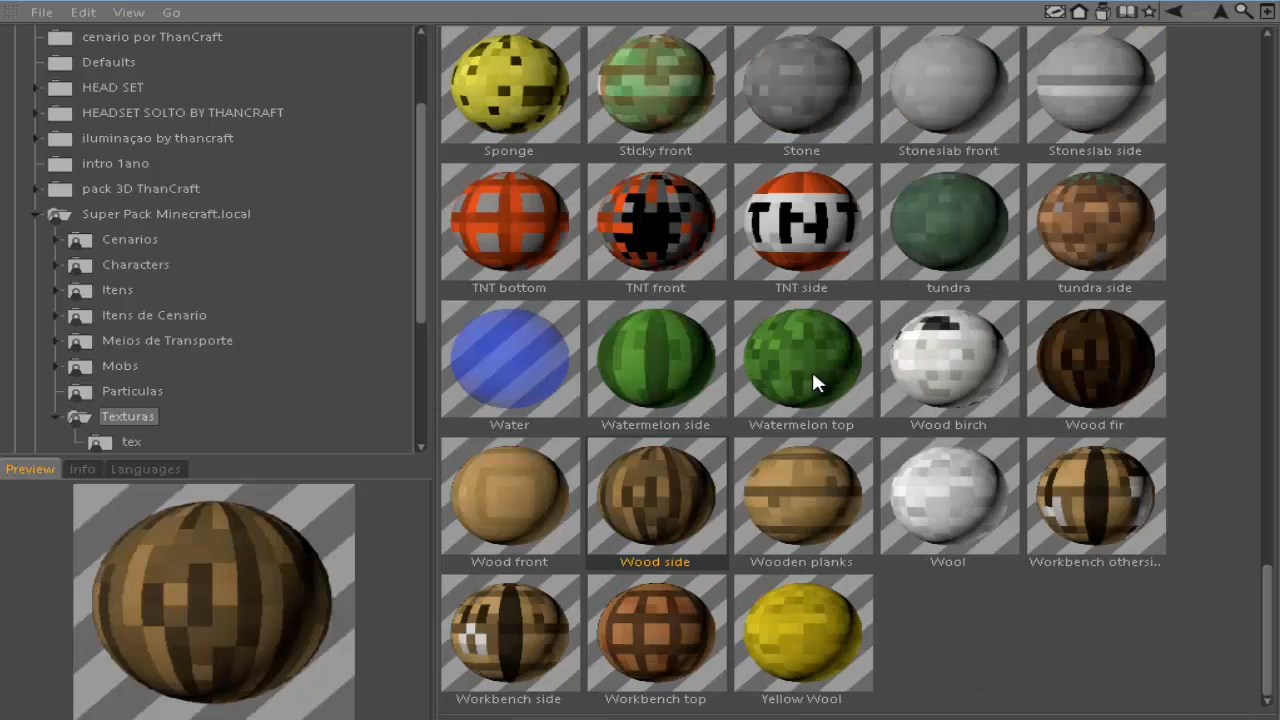 File Edit View Go
cenario por ThanCraft
Defaults
HEAD SET
HEADSET SOLTO BY THANCRAFT
iluminaçao by thancraft
intro 1ano
pack 3D ThanCraft
Super Pack Minecraft.local
Cenarios
Characters
Itens
Itens de Cenario
Meios de Transporte
Mobs
Particulas
Texturas
tex
Preview Info Languages
Sponge Sticky front Stone Stoneslab front Stoneslab side
TNT
TNT bottom TNT front TNT side tundra tundra side
Water Watermelon side Watermelon top Wood birch Wood fir
Wood front Wood side Wooden planks Wool Workbench othersi..
Workbench side Workbench top Yellow Wool